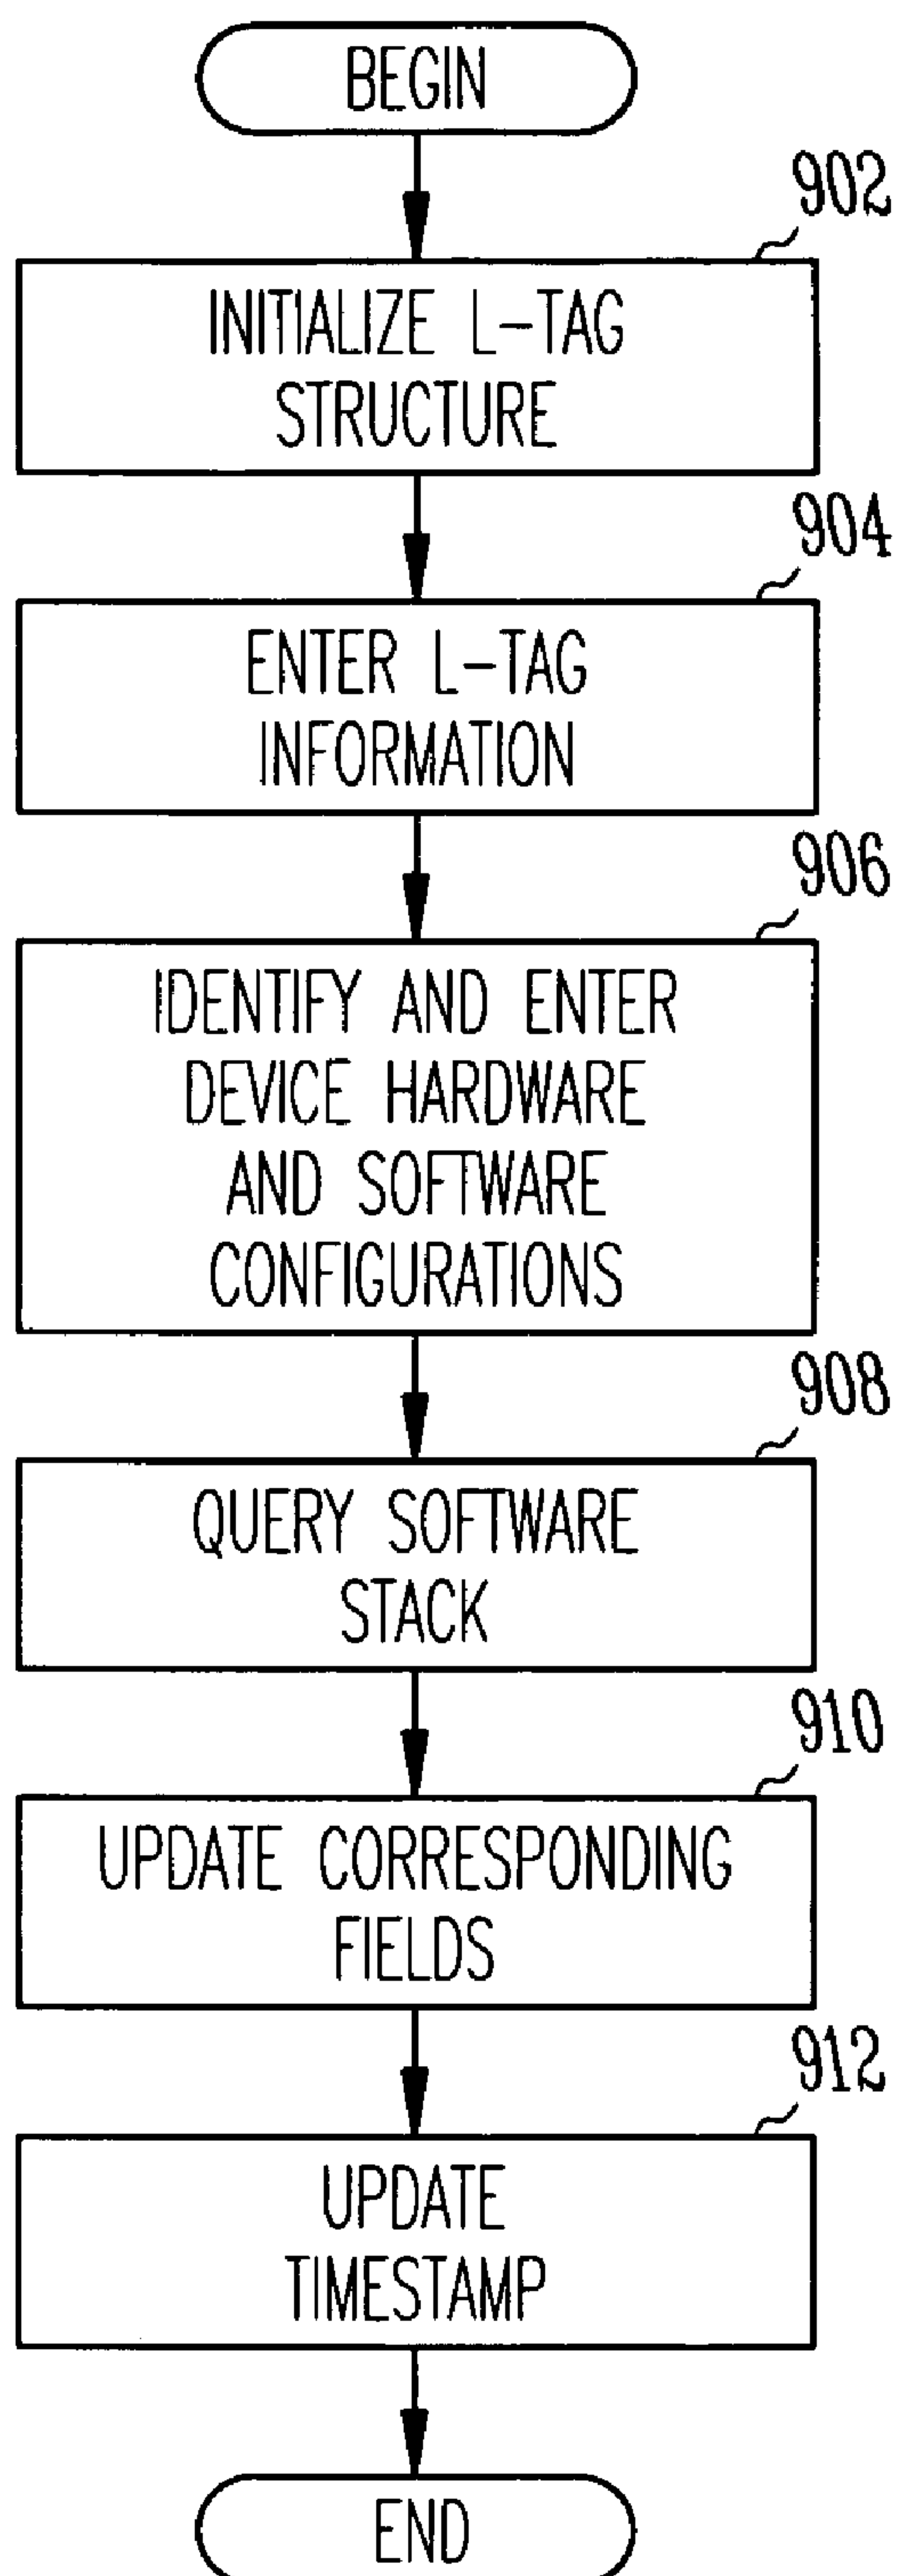 BEGIN
902
INITIALIZE L-TAG
STRUCTURE
904
ENTER L-TAG
INFORMATION
906
IDENTIFY AND ENTER
DEVICE HARDWARE
AND SOFTWARE
CONFIGURATIONS
908
QUERY SOFTWARE
STACK
910
UPDATE CORRESPONDING
FIELDS
912
UPDATE
TIMESTAMP
END